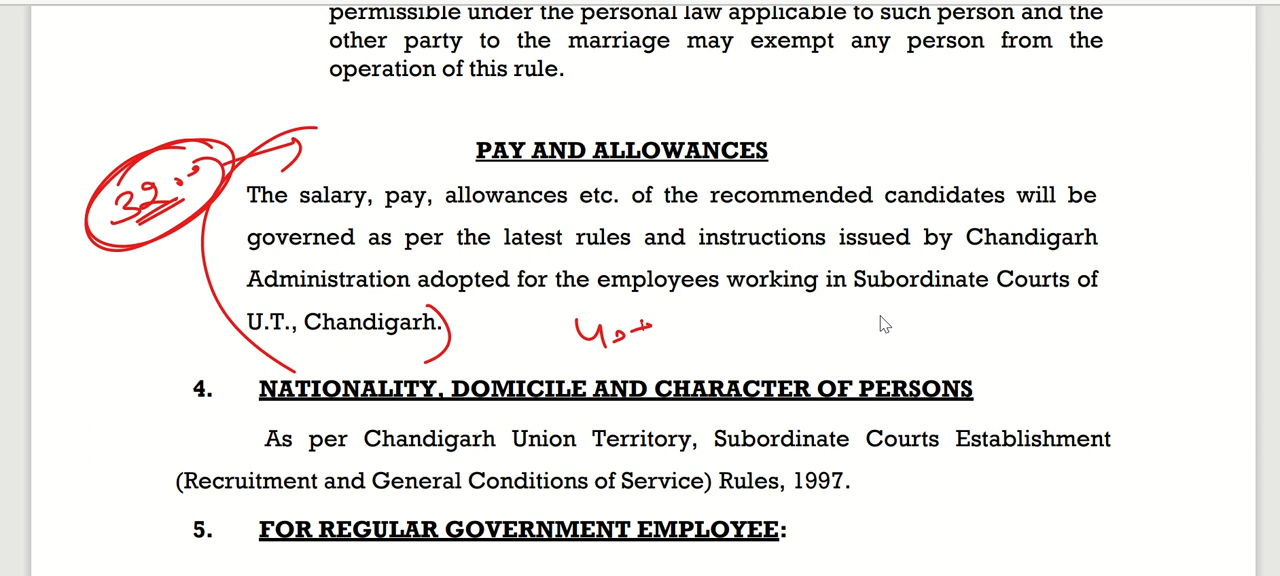 permissible under the personal law applicable to such person and the
other party to the marriage may exempt any person from the
operation of this rule.
PAY AND ALLOWANCES
The salary, pay, allowances etc. of the recommended candidates will be
governed as per the latest rules and instructions issued by Chandigarh
Administration adopted for the employees working in Subordinate Courts of
U.T., Chandigarh.
4. NATIONALITY, DOMICILE AND CHARACTER OF PERSONS
As per Chandigarh Union Territory, Subordinate Courts Establishment
(Recruitment and General Conditions of Service) Rules, 1997.
5. FOR REGULAR GOVERNMENT EMPLOYEE: